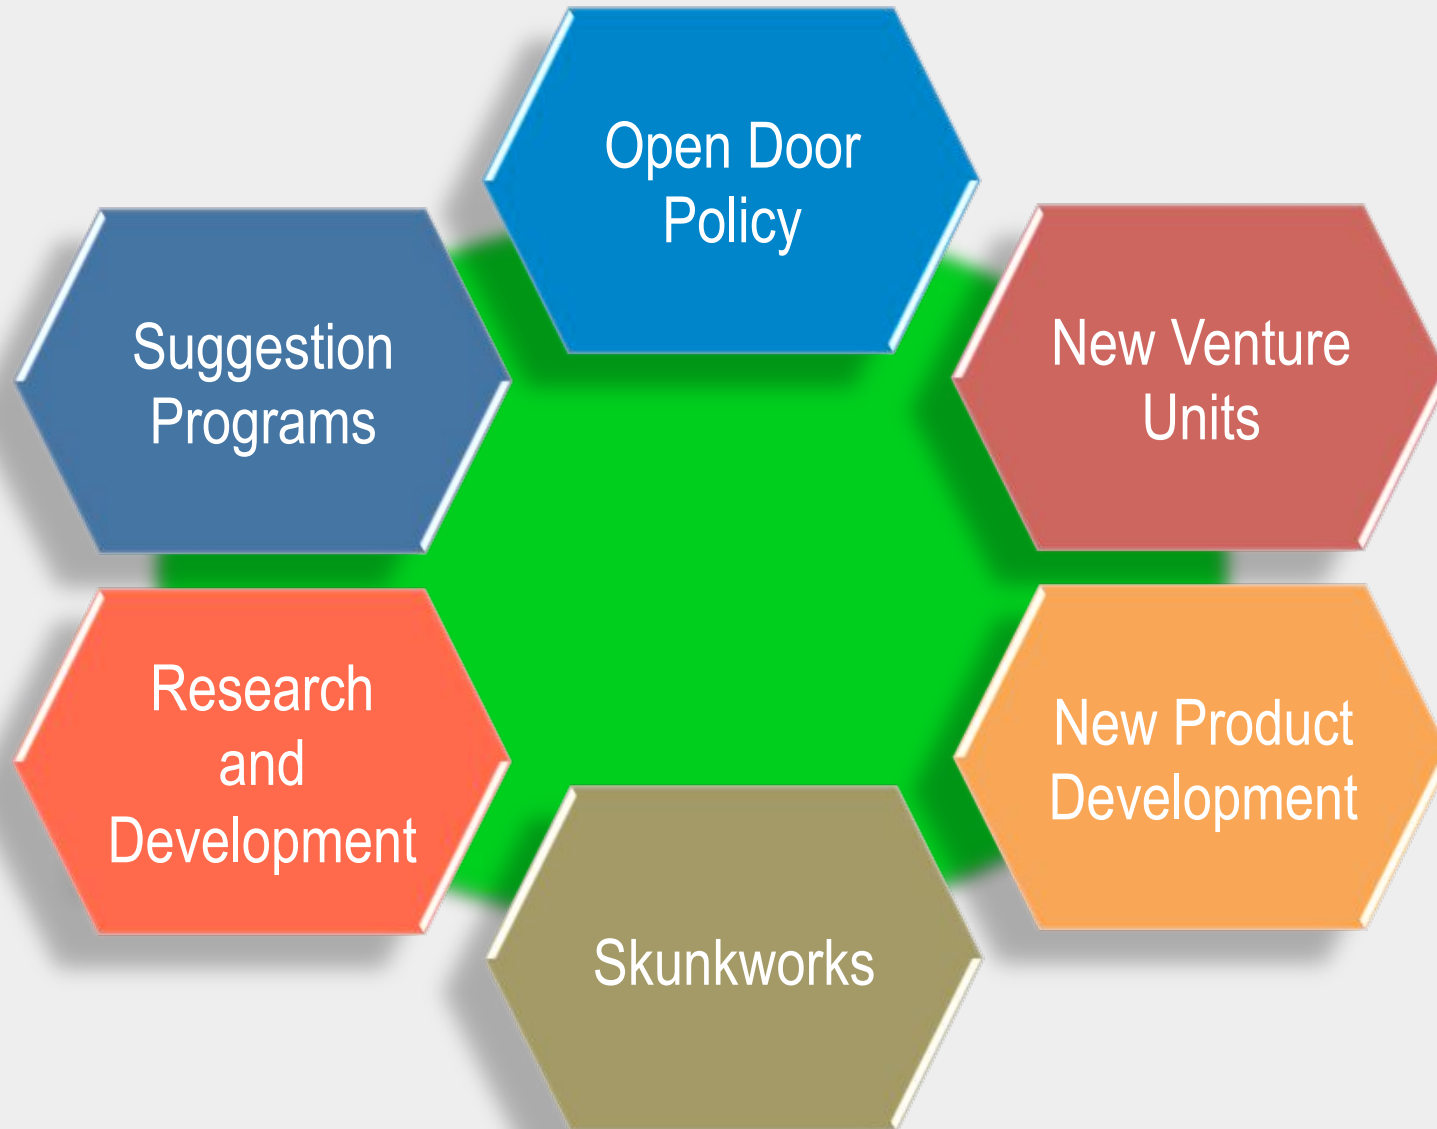 Open Door
Policy
New Venture
Units
New Product
Development
Skunkworks
Research
and
Development
Suggestion
Programs